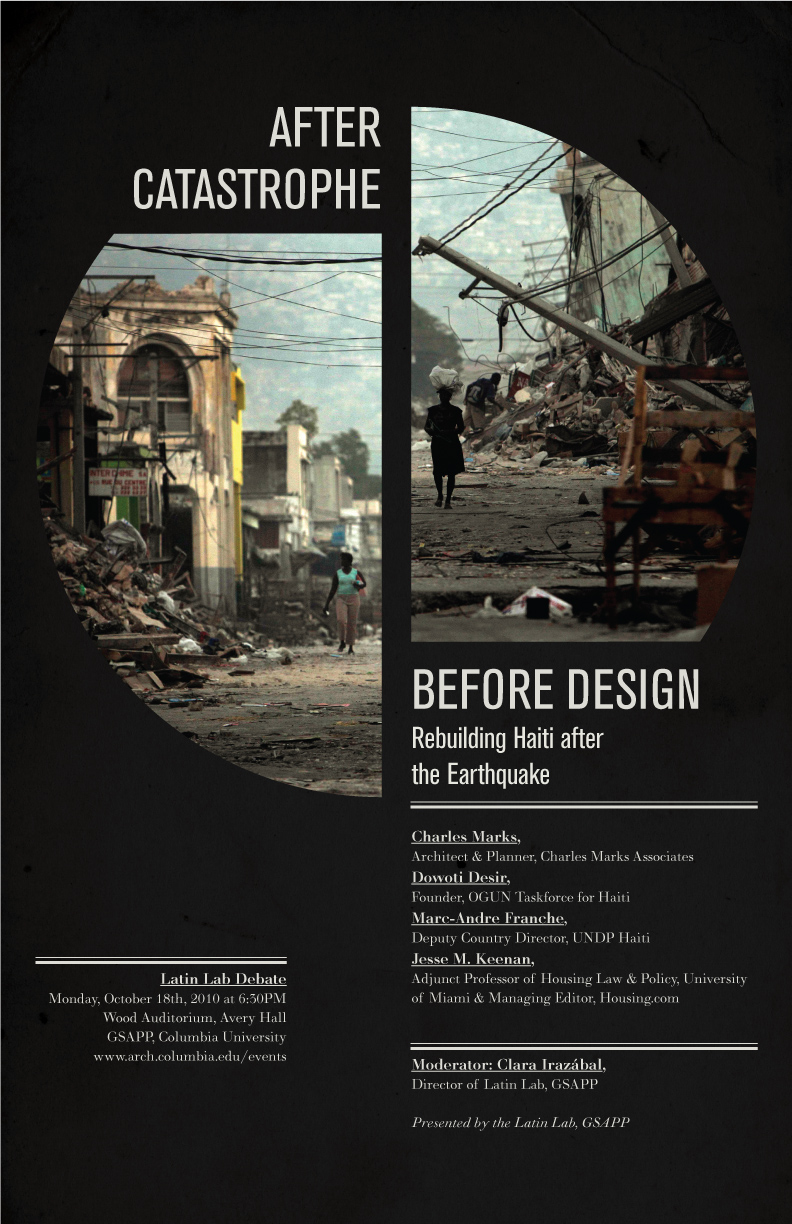 AFTER
CATASTROPHE
INTER CHIMIE SA
BEFORE DESIGN
Rebuilding Haiti after
the Earthquake
Charles Marks,
Architect & Planner, Charles Marks Associates
Dowoti Desir,
Founder, OGUN Taskforce for Haiti
Marc-Andre Franche,
Deputy Country Director, UNDP Haiti
Jesse M. Keenan,
Adjunct Professor of Housing Law & Policy, University
of Miami & Managing Editor, Housing.com
Latin Lab Debate
Monday, October 18th, 2010 at 6:30PM
Wood Auditorium, Avery Hall
GSAPP, Columbia University
www.arch.columbia.edu/events
Moderator: Clara Irazábal,
Director of Latin Lab, GSAPP
Presented by the Latin Lab, GSAPP